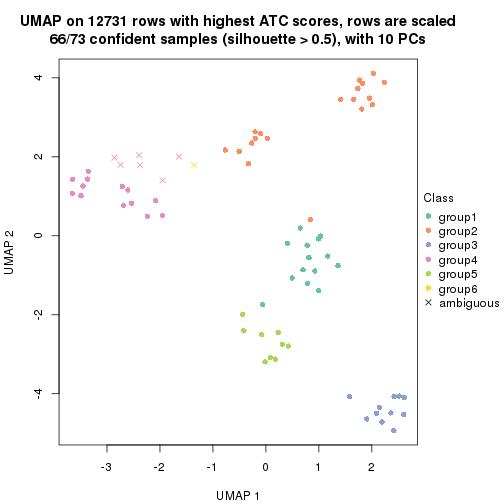 UMAP on 12731 rows with highest ATC scores, rows are scaled
66/73 confident samples (silhouette > 0.5), with 10 PCs
4
2
0
-2
-4
UMAP 2
-3
-2
-1
0
1
2
UMAP 1
Class
group1
group2
group3
group4
group5
group6
ambiguous